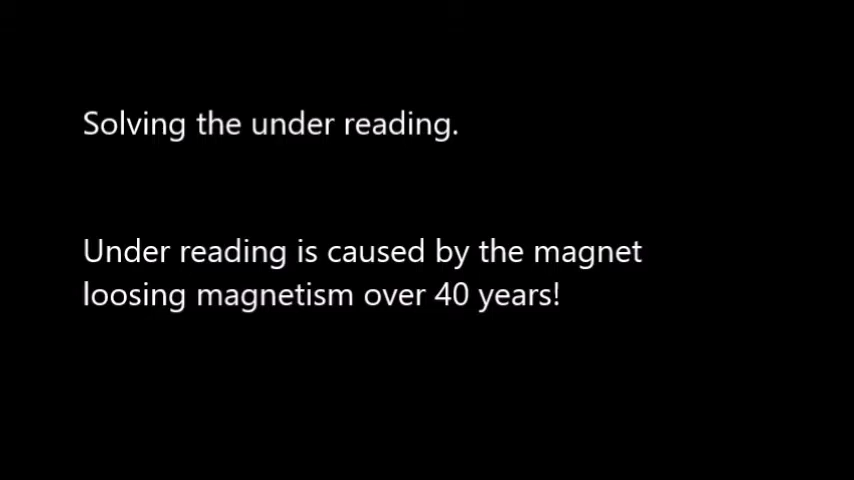 Solving the under reading.
Under reading is caused by the magnet
loosing magnetism over 40 years!